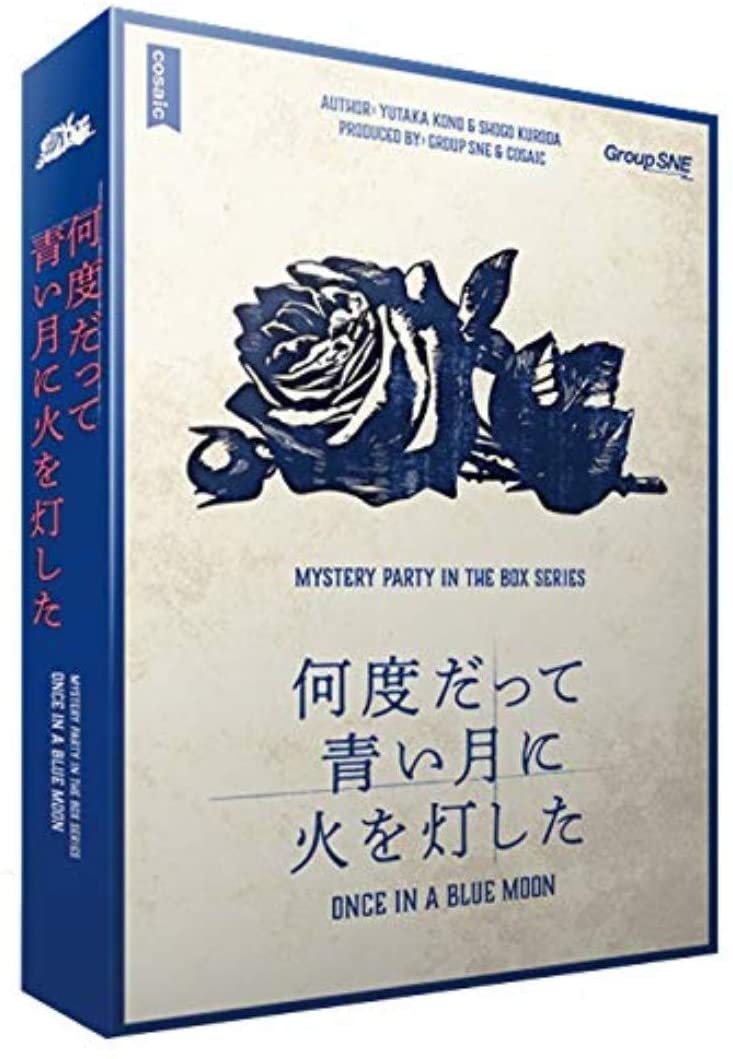 cosaic
AUTHOR: YUTAKA KONO & SHOGO KURODA
PRODUCED BY: GROUP SNE & COSAIC
Group SNE
MYSTERY PARTY IN THE BOX SERIES
何度だって
青い月に
火を灯した
ONCE IN A BLUE MOON
何度だって
青い月に火を灯した
MYSTERY PARTY IN THE BOX SERIES
ONCE IN A BLUE MOON